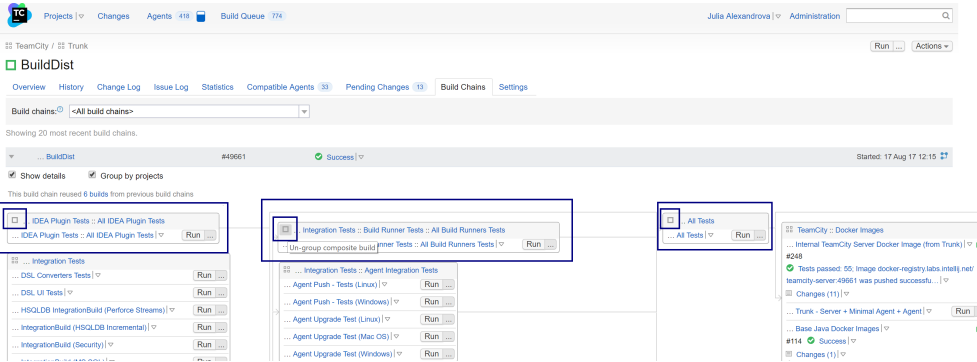 TC Projects Changes Agents 418 Build Queue 774 Julia Alexandrova Administration
TeamCity / Trunk Run ... Actions
BuildDist
Overview History Change Log Issue Log Statistics Compatible Agents 33 Pending Changes 13 Build Chains Settings
Build chains: ? <All build chains>
Showing 20 most recent build chains.
... BuildDist #49661 Success Started: 17 Aug 17 12:15
Show details Group by projects
This build chain reused 6 builds from previous build chains
... IDEA Plugin Tests :: All IDEA Plugin Tests
... IDEA Plugin Tests :: All IDEA Plugin Tests Run ...
... Integration Tests
... DSL Converters Tests Run ...
... DSL UI Tests Run ...
... HSQLDB IntegrationBuild (Perforce Streams) Run ...
... IntegrationBuild (HSQLDB Incremental) Run ...
... IntegrationBuild (Security) Run ...
... Integration Tests :: Build Runner Tests :: All Build Runners Tests
Un-group composite build
nner Tests :: All Build Runners Tests Run ...
... Integration Tests :: Agent Integration Tests
... Agent Push - Tests (Linux) Run ...
... Agent Push - Tests (Windows) Run ...
... Agent Upgrade Test (Linux) Run ...
... Agent Upgrade Test (Mac OS) Run ...
... Agent Upgrade Test (Windows) Run ...
... All Tests
... All Tests Run ...
TeamCity :: Docker Images
... Internal TeamCity Server Docker Image (from Trunk)
#248
Tests passed: 55; Image docker-registry.labs.intellij.net/
teamcity-server:49661 was pushed successfu...
Changes (11)
... Trunk - Server + Minimal Agent + Agent Run
... Base Java Docker Images
#114 Success
Changes (1)